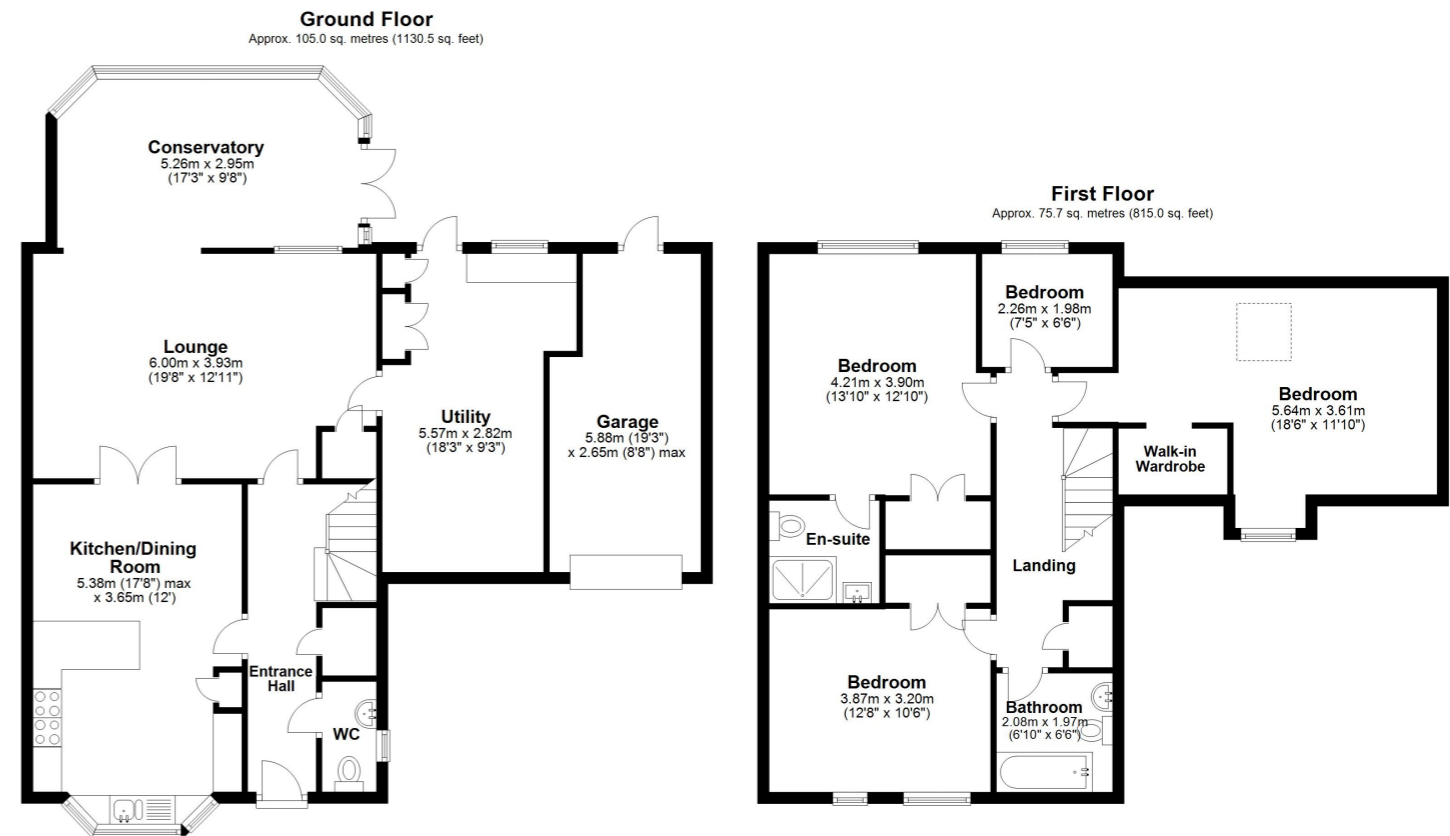 Ground Floor
Approx. 105.0 sq. metres (1130.5 sq. feet)
Conservatory
5.26m x 2.95m
(17'3" x 9'8")
Lounge
6.00m x 3.93m
(19'8" x 12'11")
Utility
5.57m x 2.82m
(18'3" x 9'3")
Garage
5.88m (19'3")
x 2.65m (8'8") max
Kitchen/Dining
Room
5.38m (17'8") max
x 3.65m (12')
Entrance
Hall
WC
First Floor
Approx. 75.7 sq. metres (815.0 sq. feet)
Bedroom
2.26m x 1.98m
(7'5" x 6'6")
Bedroom
4.21m x 3.90m
(13'10" x 12'10")
Bedroom
5.64m x 3.61m
(18'6" x 11'10")
Walk-in
Wardrobe
En-suite
Landing
Bedroom
3.87m x 3.20m
(12'8" x 10'6")
Bathroom
2.08m x 1.97m
(6'10" x 6'6")